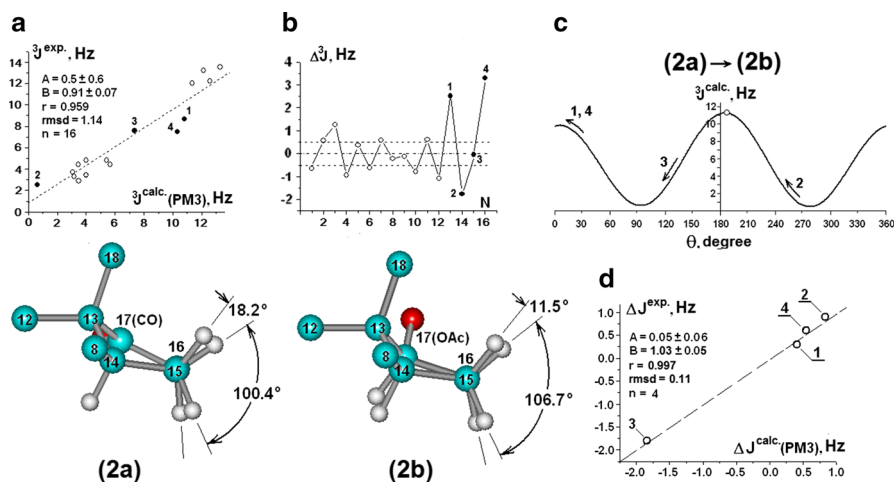 a
³J^exp., Hz
A = 0.5 ± 0.6
B = 0.91 ± 0.07
r = 0.959
rmsd = 1.14
n = 16
14
12
10
8
6
4
2
0
0 2 4 6 8 10 12
1
2
3
4
³J^calc.(PM3), Hz
b
Δ³J, Hz
4
3
2
1
0
-1
-2
0 2 4 6 8 10 12 14 16
N
1
2
3
4
c
(2a) → (2b)
³J^calc., Hz
12
10
8
6
4
2
1, 4
3
2
0 30 60 90 120 150 180 210 240 270 300 330 360
θ, degree
18
12
13
17(CO)
8
14
16
15
18.2°
100.4°
(2a)
18
12
13
17(OAc)
8
14
16
15
11.5°
106.7°
(2b)
d
ΔJ^exp., Hz
A = 0.05 ± 0.06
B = 1.03 ± 0.05
r = 0.997
rmsd = 0.11
n = 4
1.0
0.5
0.0
-0.5
-1.0
-1.5
-2.0
2
4
1
3
ΔJ^calc.(PM3), Hz
-2.0 -1.5 -1.0 -0.5 0.0 0.5 1.0